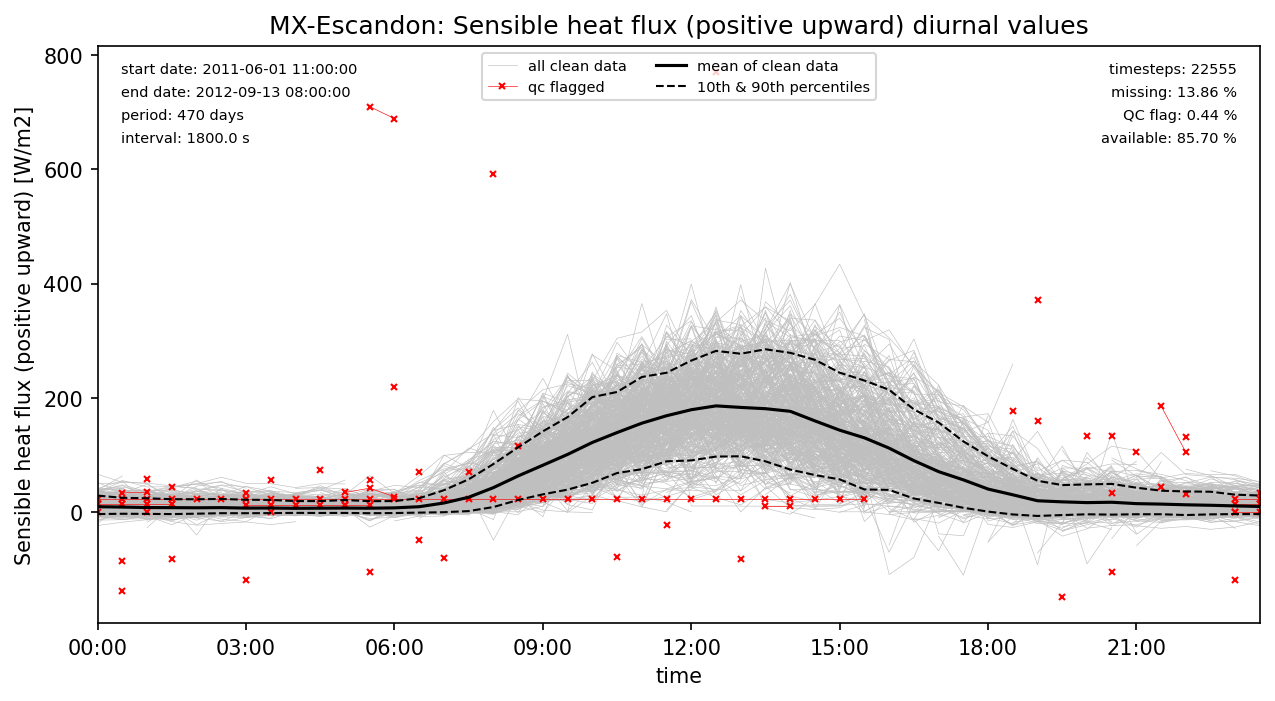 MX-Escandon: Sensible heat flux (positive upward) diurnal values
start date: 2011-06-01 11:00:00
end date: 2012-09-13 08:00:00
period: 470 days
interval: 1800.0 s
all clean data
qc flagged
mean of clean data
10th & 90th percentiles
timesteps: 22555
missing: 13.86 %
QC flag: 0.44 %
available: 85.70 %
Sensible heat flux (positive upward) [W/m2]
800
600
400
200
0
00:00 03:00 06:00 09:00 12:00 15:00 18:00 21:00
time